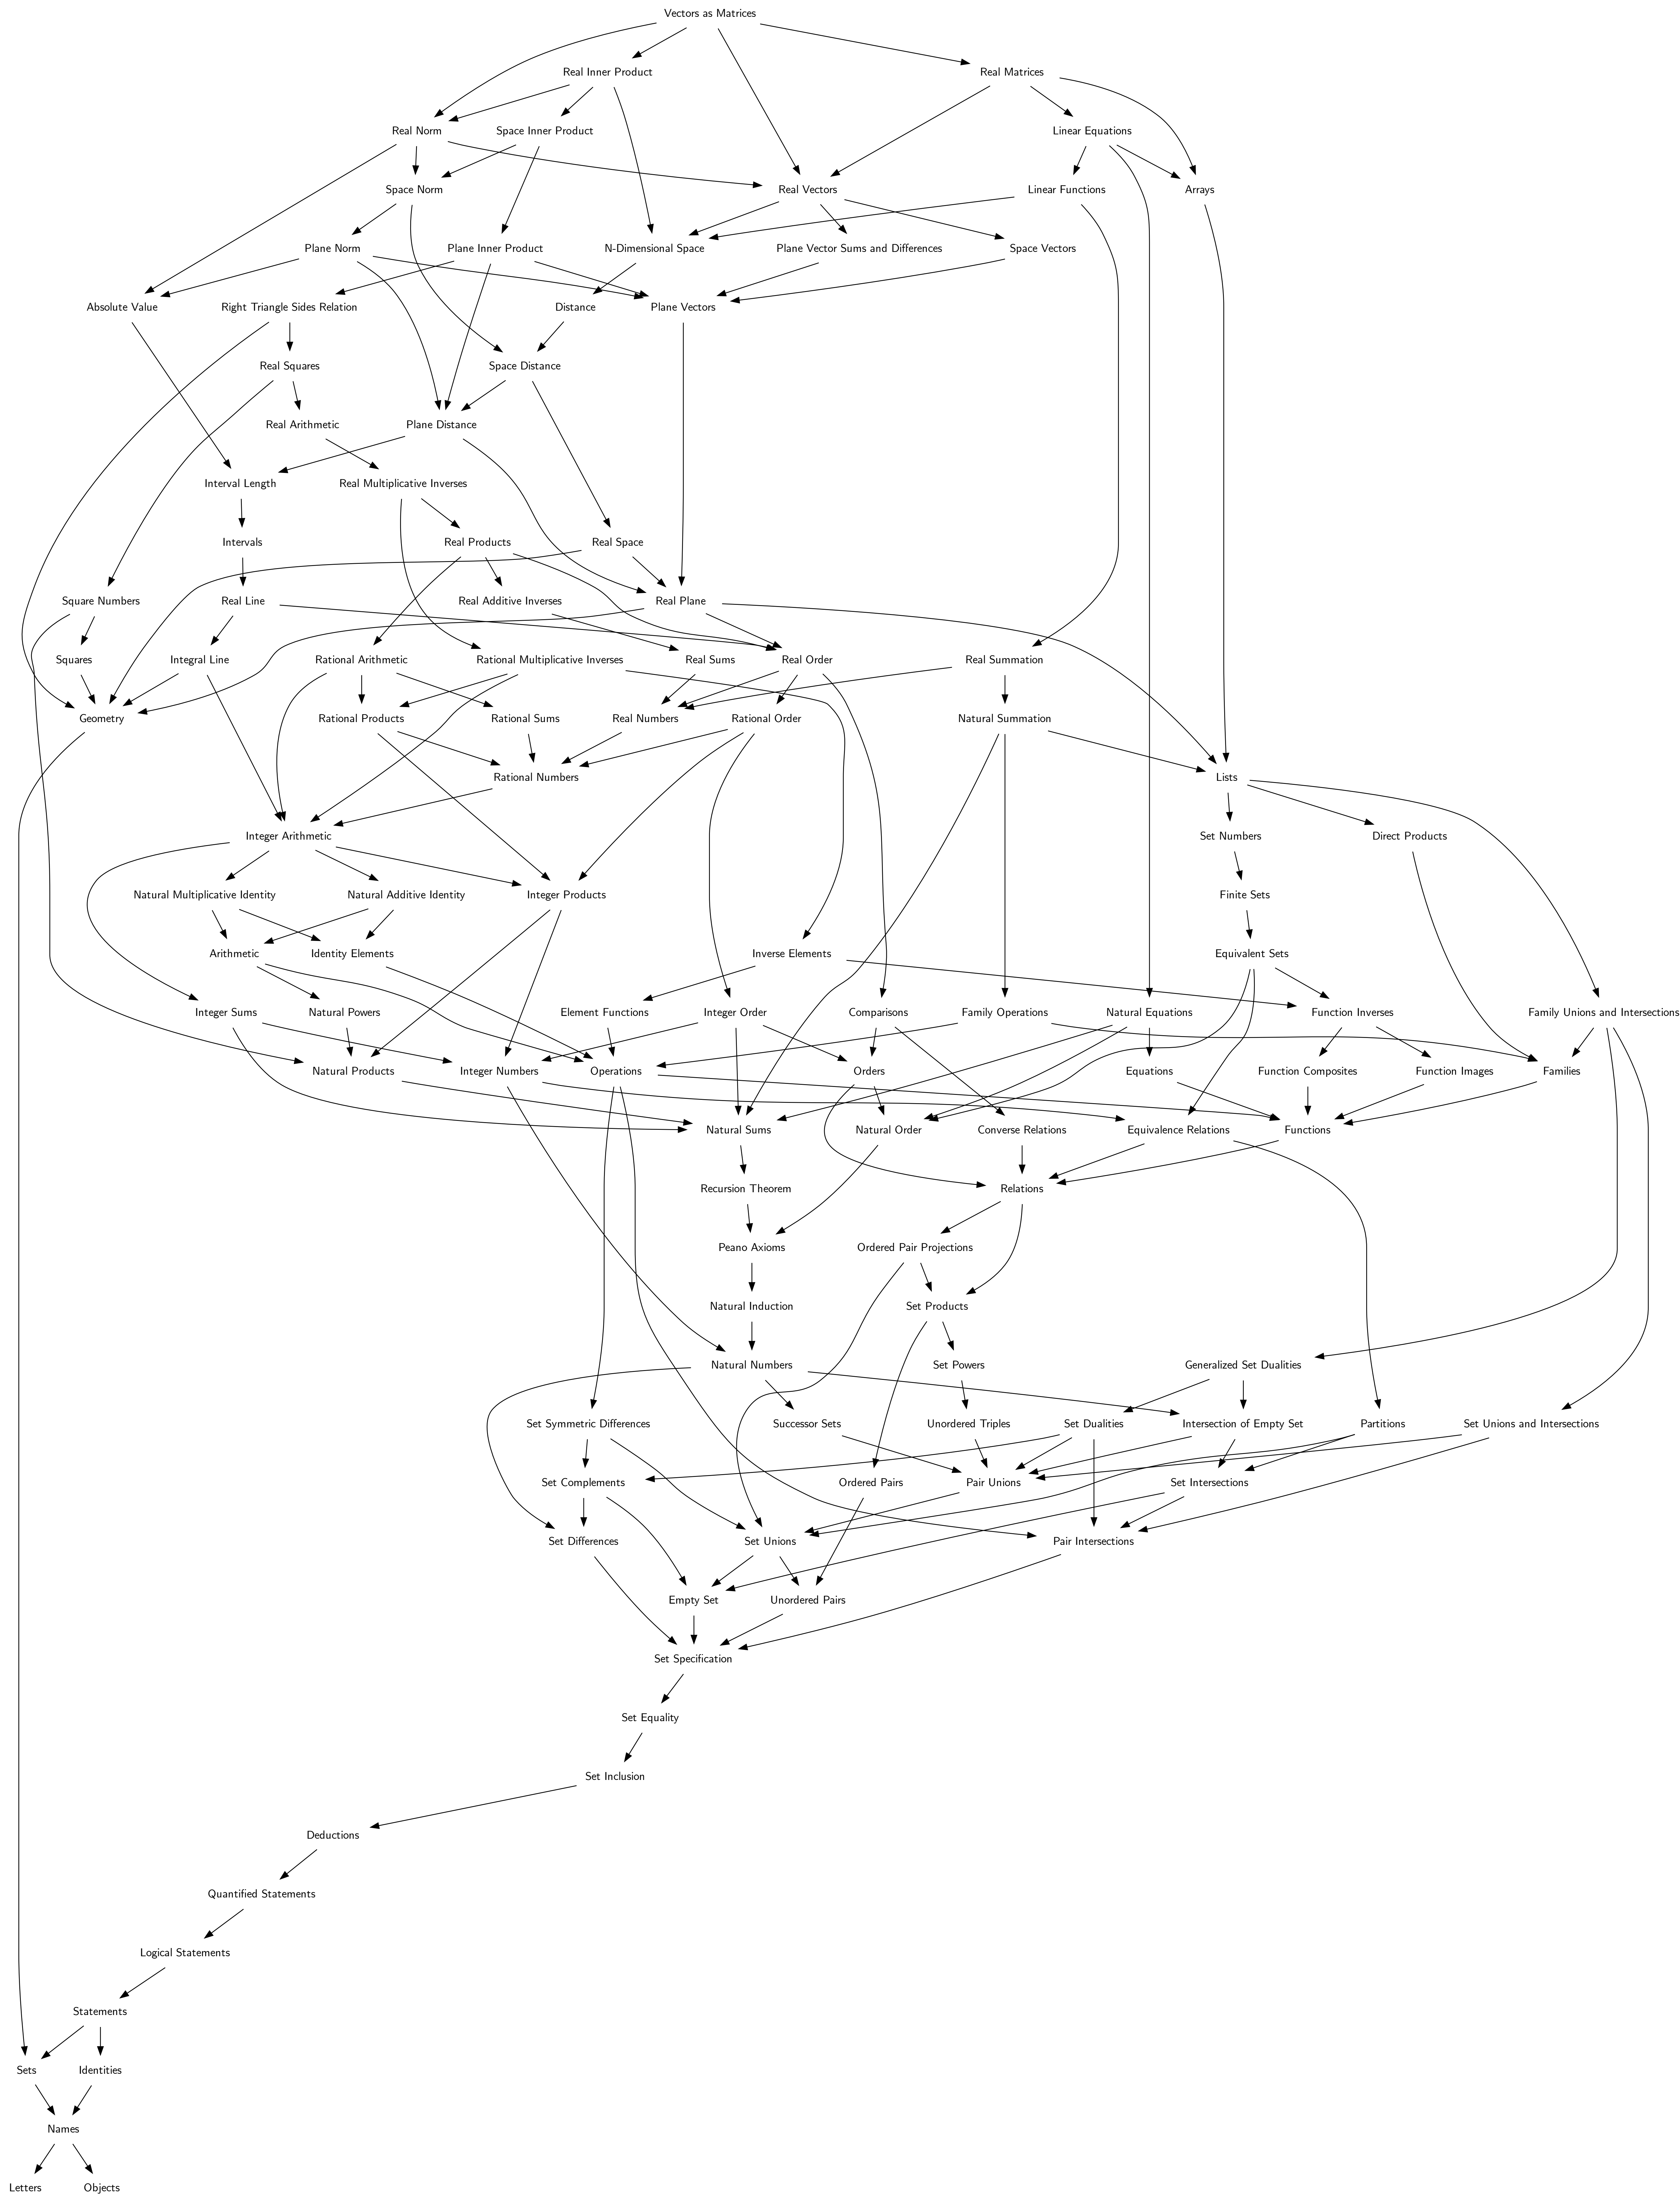 Vectors as Matrices
Real Inner Product
Real Matrices
Real Norm
Space Inner Product
Linear Equations
Space Norm
Real Vectors
Linear Functions
Arrays
Plane Norm
Plane Inner Product
N-Dimensional Space
Plane Vector Sums and Differences
Space Vectors
Absolute Value
Right Triangle Sides Relation
Distance
Plane Vectors
Real Squares
Space Distance
Real Arithmetic
Plane Distance
Interval Length
Real Multiplicative Inverses
Intervals
Real Products
Real Space
Square Numbers
Real Line
Real Additive Inverses
Real Plane
Squares
Integral Line
Rational Arithmetic
Rational Multiplicative Inverses
Real Sums
Real Order
Real Summation
Geometry
Rational Products
Rational Sums
Real Numbers
Rational Order
Natural Summation
Rational Numbers
Lists
Integer Arithmetic
Set Numbers
Direct Products
Natural Multiplicative Identity
Natural Additive Identity
Integer Products
Finite Sets
Arithmetic
Identity Elements
Inverse Elements
Equivalent Sets
Integer Sums
Natural Powers
Element Functions
Integer Order
Comparisons
Family Operations
Natural Equations
Function Inverses
Family Unions and Intersections
Natural Products
Integer Numbers
Operations
Orders
Equations
Function Composites
Function Images
Families
Natural Sums
Natural Order
Converse Relations
Equivalence Relations
Functions
Recursion Theorem
Relations
Peano Axioms
Ordered Pair Projections
Natural Induction
Set Products
Natural Numbers
Set Powers
Generalized Set Dualities
Set Symmetric Differences
Successor Sets
Unordered Triples
Set Dualities
Intersection of Empty Set
Partitions
Set Unions and Intersections
Set Complements
Ordered Pairs
Pair Unions
Set Intersections
Set Differences
Set Unions
Pair Intersections
Empty Set
Unordered Pairs
Set Specification
Set Equality
Set Inclusion
Deductions
Quantified Statements
Logical Statements
Statements
Sets
Identities
Names
Letters
Objects